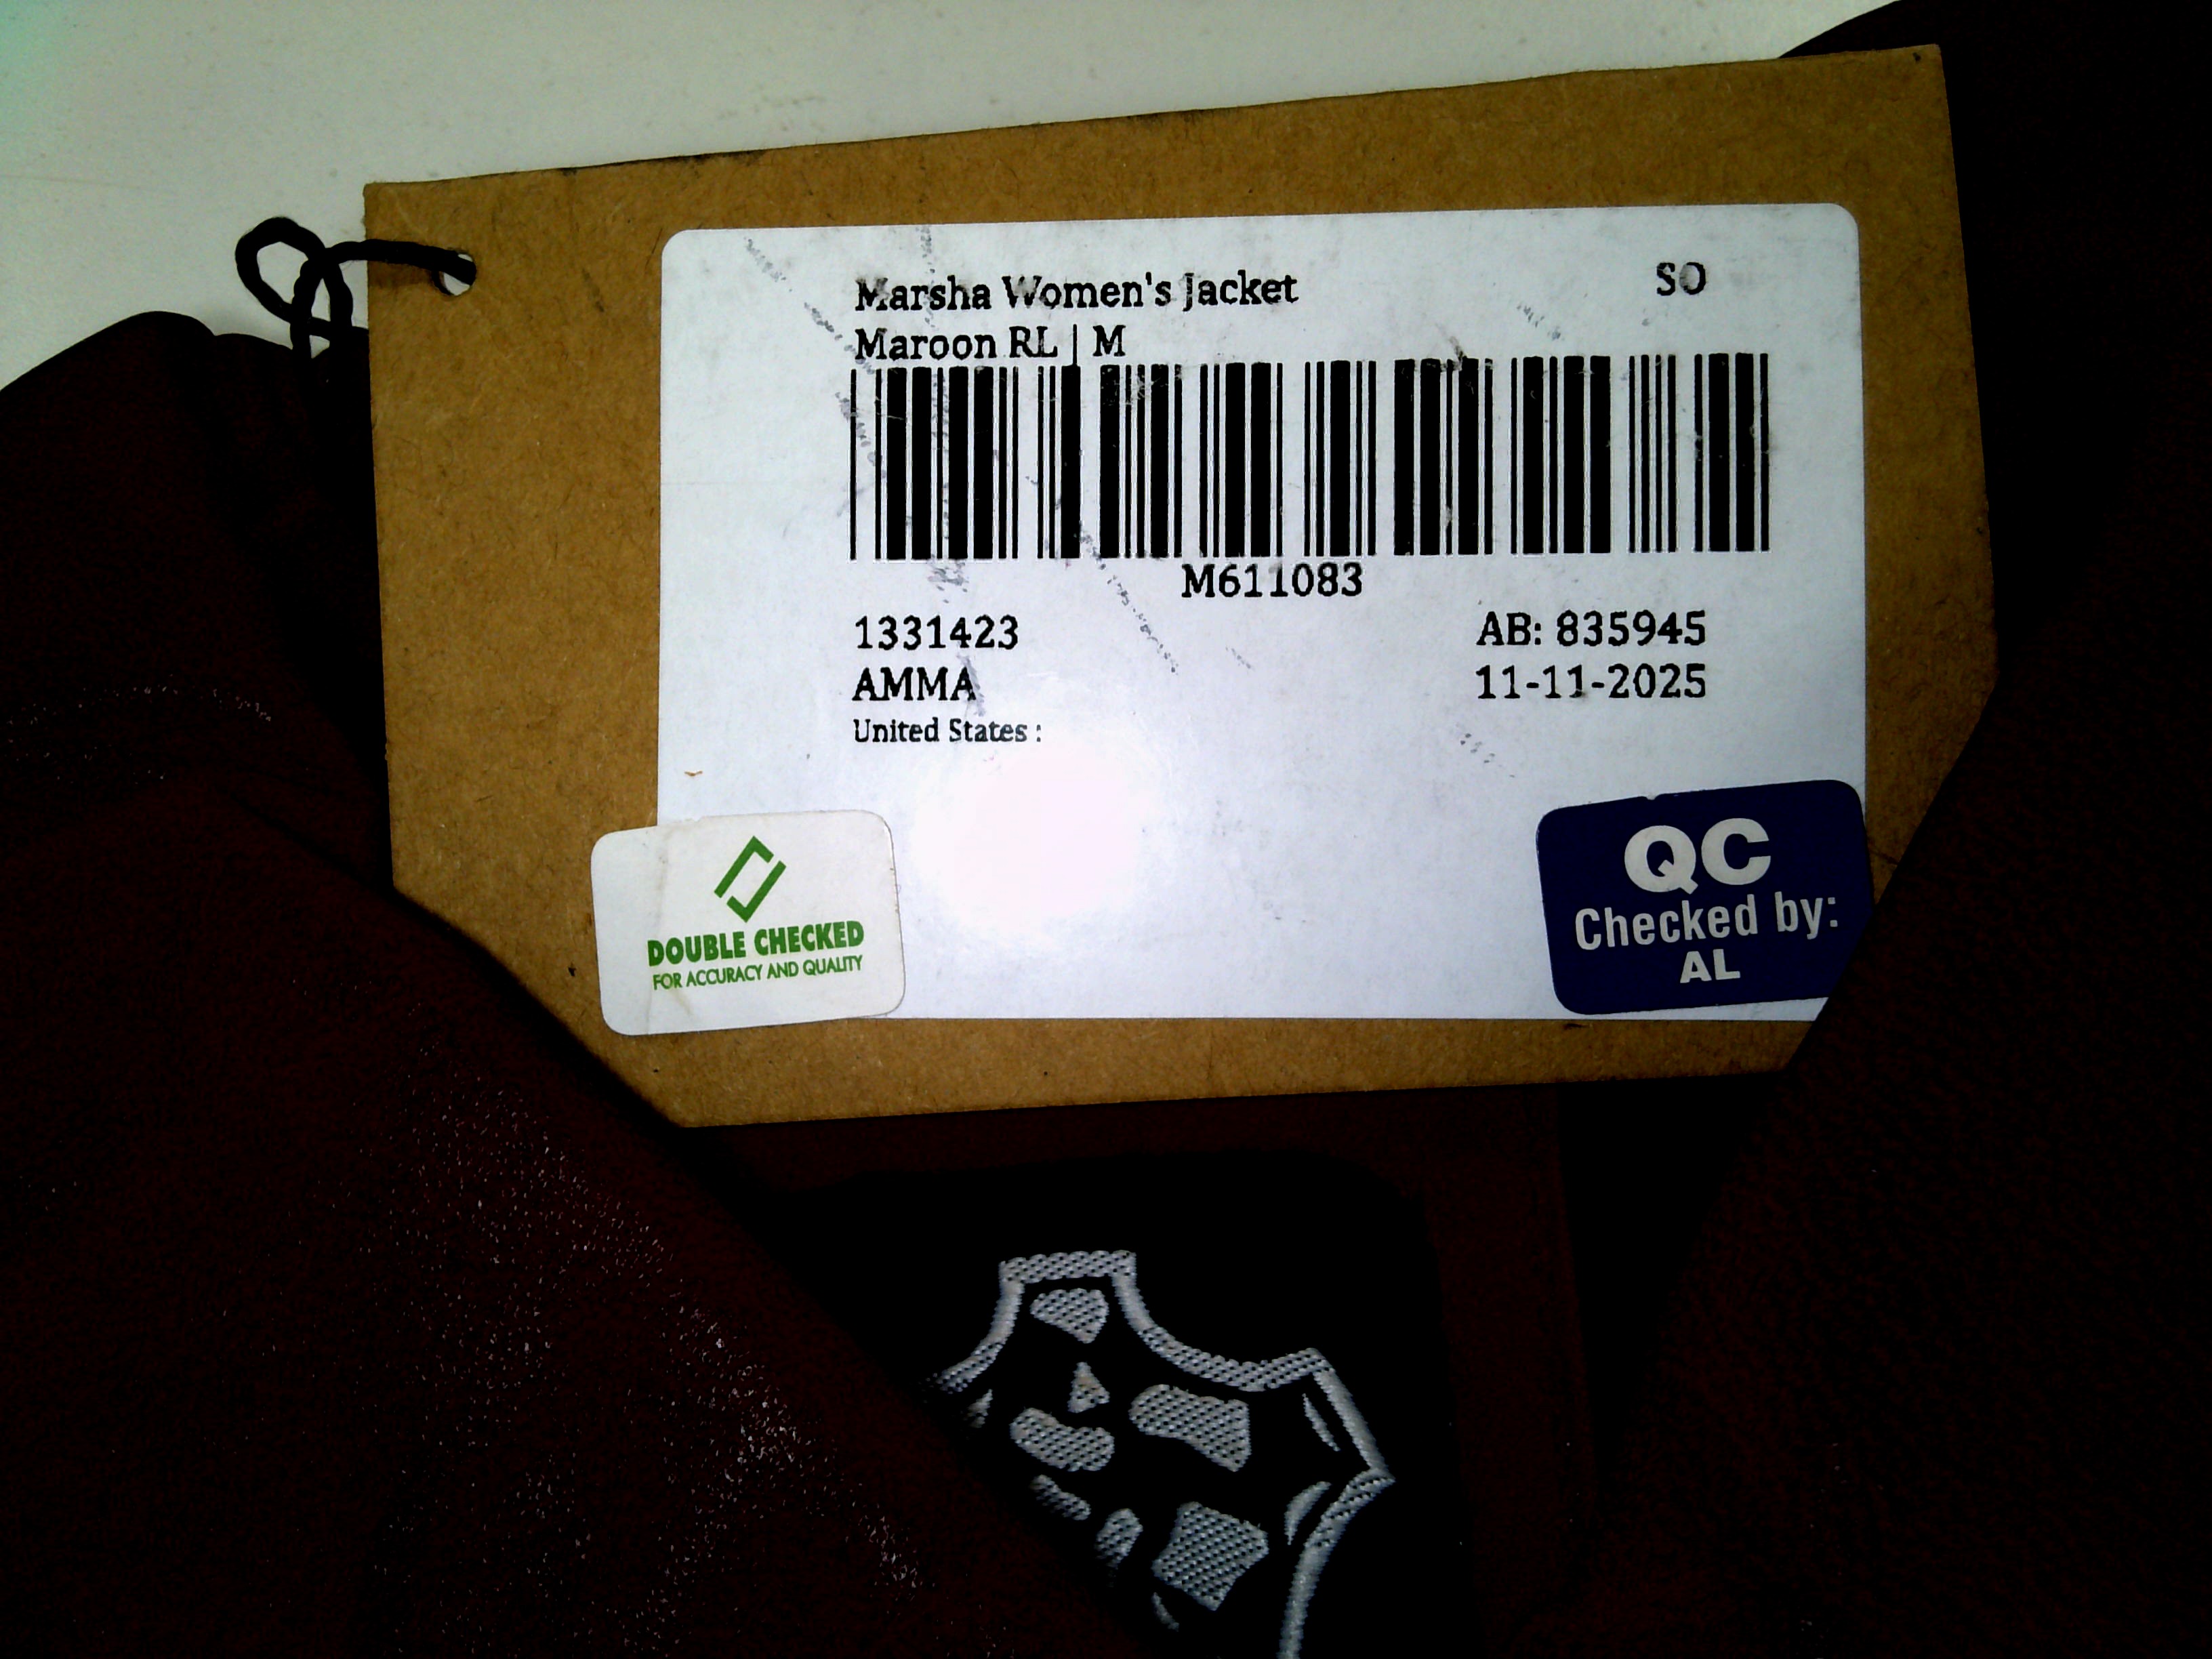 Marsha Women's Jacket SO
Maroon RL | M
M611083
1331423 AB: 835945
AMMA 11-11-2025
United States :
DOUBLE CHECKED
FOR ACCURACY AND QUALITY
QC
Checked by:
AL